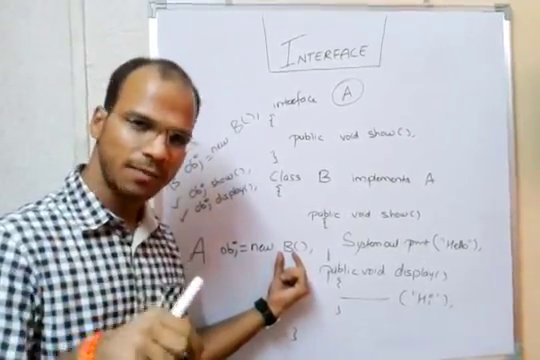 INTERFACE
interface A
{
public void show();
}
B obj = new B();
✓ obj.show();
✓ obj.display();
Class B implements A
{
public void show()
{
System.out.print("Hello");
}
A obj = new B();
public void display()
{
("Hi");
}
}